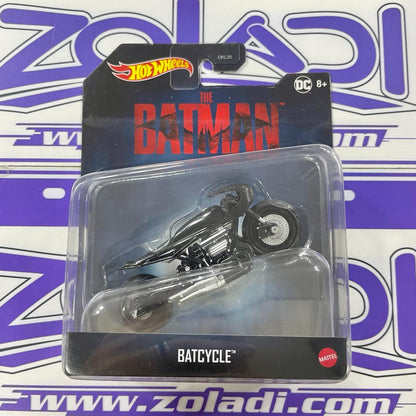 ZOLADI
DKL20
Hot Wheels
DC
8+
THE
BATMAN
www.zoladi.com
BATCYCLE™
MATTEL
ZOLADI
www.zoladi.com